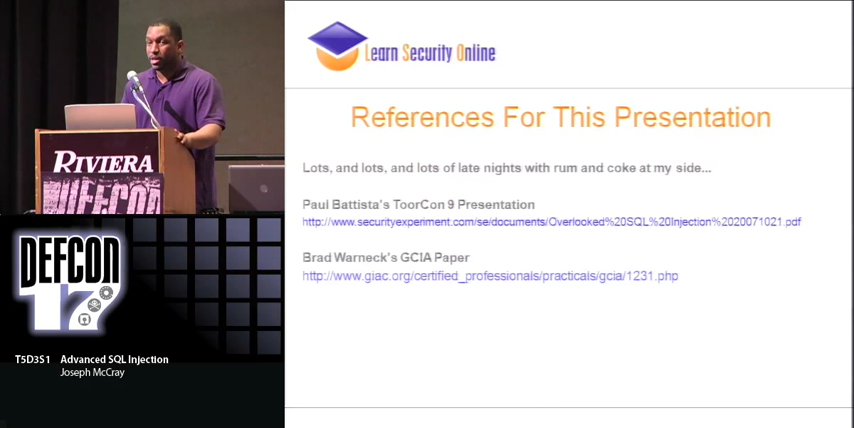 Learn Security Online
References For This Presentation
Lots, and lots, and lots of late nights with rum and coke at my side...
Paul Battista's ToorCon 9 Presentation
http://www.securityexperiment.com/se/documents/Overlooked%20SQL%20Injection%2020071021.pdf
Brad Warneck's GCIA Paper
http://www.giac.org/certified_professionals/practicals/gcia/1231.php
RIVIERA
DEFCON
DEFCON
17
T5D3S1 Advanced SQL Injection
Joseph McCray